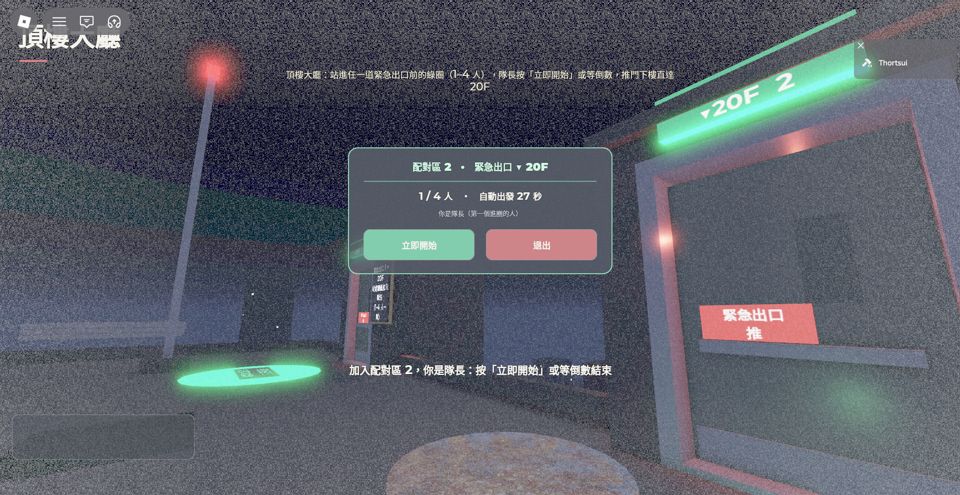 頂樓大廳
頂樓大廳：站進任一道緊急出口前的綠圈（1–4 人），隊長按「立即開始」或等倒數，推門下樓直達
20F
Thortsui
▼20F 2
配對區 2 • 緊急出口 ▼ 20F
1 / 4 人 • 自動出發 27 秒
你是隊長（第一個進圈的人）
立即開始
退出
20F
緊急出口
推
加入配對區 2，你是隊長：按「立即開始」或等倒數結束